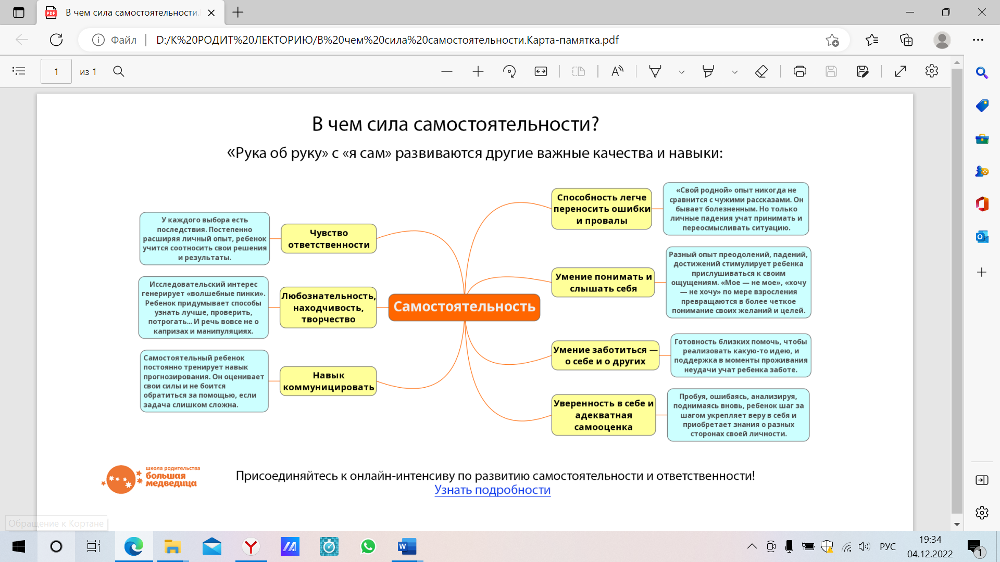 В чем сила самостоятельности.
Файл
D:/К%20РОДИТ%20ЛЕКТОРИЮ/В%20чем%20сила%20самостоятельности.Карта-памятка.pdf
1
из 1
В чем сила самостоятельности?
«Рука об руку» с «я сам» развиваются другие важные качества и навыки:
У каждого выбора есть
последствия. Постепенно
расширяя личный опыт, ребенок
учится соотносить свои решения
и результаты.
Чувство
ответственности
Исследовательский интерес
генерирует «волшебные пинки».
Ребенок придумывает способы
узнать лучше, проверить,
потрогать... И речь вовсе не о
капризах и манипуляциях.
Любознательность,
находчивость,
творчество
Самостоятельный ребенок
постоянно тренирует навык
прогнозирования. Он оценивает
свои силы и не боится
обратиться за помощью, если
задача слишком сложна.
Навык
коммуницировать
Самостоятельность
Способность легче
переносить ошибки
и провалы
«Свой родной» опыт никогда не
сравнится с чужими рассказами. Он
бывает болезненным. Но только
личные падения учат принимать и
переосмысливать ситуацию.
Умение понимать и
слышать себя
Разный опыт преодолений, падений,
достижений стимулирует ребенка
прислушиваться к своим
ощущениям. «Мое — не мое», «хочу
— не хочу» по мере взросления
превращаются в более четкое
понимание своих желаний и целей.
Умение заботиться —
о себе и о других
Готовность близких помочь, чтобы
реализовать какую-то идею, и
поддержка в моменты проживания
неудачи учат ребенка заботе.
Уверенность в себе и
адекватная
самооценка
Пробуя, ошибаясь, анализируя,
поднимаясь вновь, ребенок шаг за
шагом укрепляет веру в себя и
приобретает знания о разных
сторонах своей личности.
школа родительства
большая
медведица
Присоединяйтесь к онлайн-интенсиву по развитию самостоятельности и ответственности!
Узнать подробности
Обращение к Кортане
РУС
19:34
04.12.2022
1